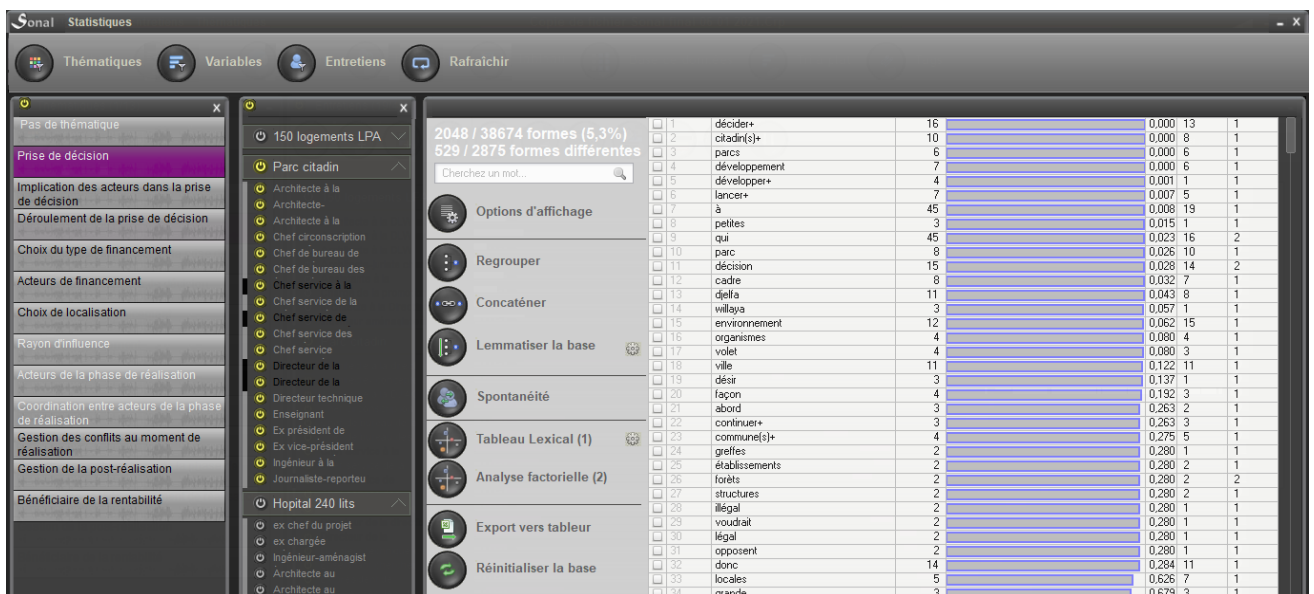 Sonal Statistiques
Thématiques Variables Entretiens Rafraîchir
Pas de thématique
Prise de décision
Implication des acteurs dans la prise
de décision
Déroulement de la prise de décision
Choix du type de financement
Acteurs de financement
Choix de localisation
Rayon d'influence
Acteurs de la phase de réalisation
Coordination entre acteurs de la phase
de réalisation
Gestion des conflits au moment de
réalisation
Gestion de la post-réalisation
Bénéficiaire de la rentabilité
150 logements LPA
Parc citadin
Architecte à la
Architecte-
Architecte à la
Chef circonscription
Chef de bureau de
Chef de bureau des
Chef service à la
Chef service de la
Chef service de
Chef service des
Chef service
Directeur de la
Directeur de la
Directeur technique
Enseignant
Ex président de
Ex vice-président
Ingénieur à la
Journaliste-reporteu
Hopital 240 lits
ex chef du projet
ex chargée
Ingénieur-aménagist
Architecte au
Architecte au
2048 / 38674 formes (5,3%)
529 / 2875 formes différentes
Cherchez un mot...
Options d'affichage
Regrouper
Concaténer
Lemmatiser la base
Spontanéité
Tableau Lexical (1)
Analyse factorielle (2)
Export vers tableur
Réinitialiser la base
1 décider+ 16 0,000 13 1
2 citadin(s)+ 10 0,000 8 1
3 parcs 6 0,000 6 1
4 développement 7 0,000 6 1
5 développer+ 4 0,001 1 1
6 lancer+ 7 0,007 5 1
7 à 45 0,008 19 1
8 petites 3 0,015 1 1
9 qui 45 0,023 16 2
10 parc 8 0,026 10 1
11 décision 15 0,028 14 2
12 cadre 8 0,032 7 1
13 djelfa 11 0,043 8 1
14 willaya 3 0,057 1 1
15 environnement 12 0,062 15 1
16 organismes 4 0,080 4 1
17 volet 4 0,080 3 1
18 ville 11 0,122 11 1
19 désir 3 0,137 1 1
20 façon 4 0,192 3 1
21 abord 3 0,263 2 1
22 continuer+ 3 0,263 3 1
23 commune(s)+ 4 0,275 5 1
24 greffes 2 0,280 1 1
25 établissements 2 0,280 2 1
26 forêts 2 0,280 2 2
27 structures 2 0,280 2 1
28 illégal 2 0,280 1 1
29 voudrait 2 0,280 1 1
30 légal 2 0,280 1 1
31 opposent 2 0,280 1 1
32 donc 14 0,284 11 1
33 locales 5 0,626 7 1
34 grande 3 0,679 3 1